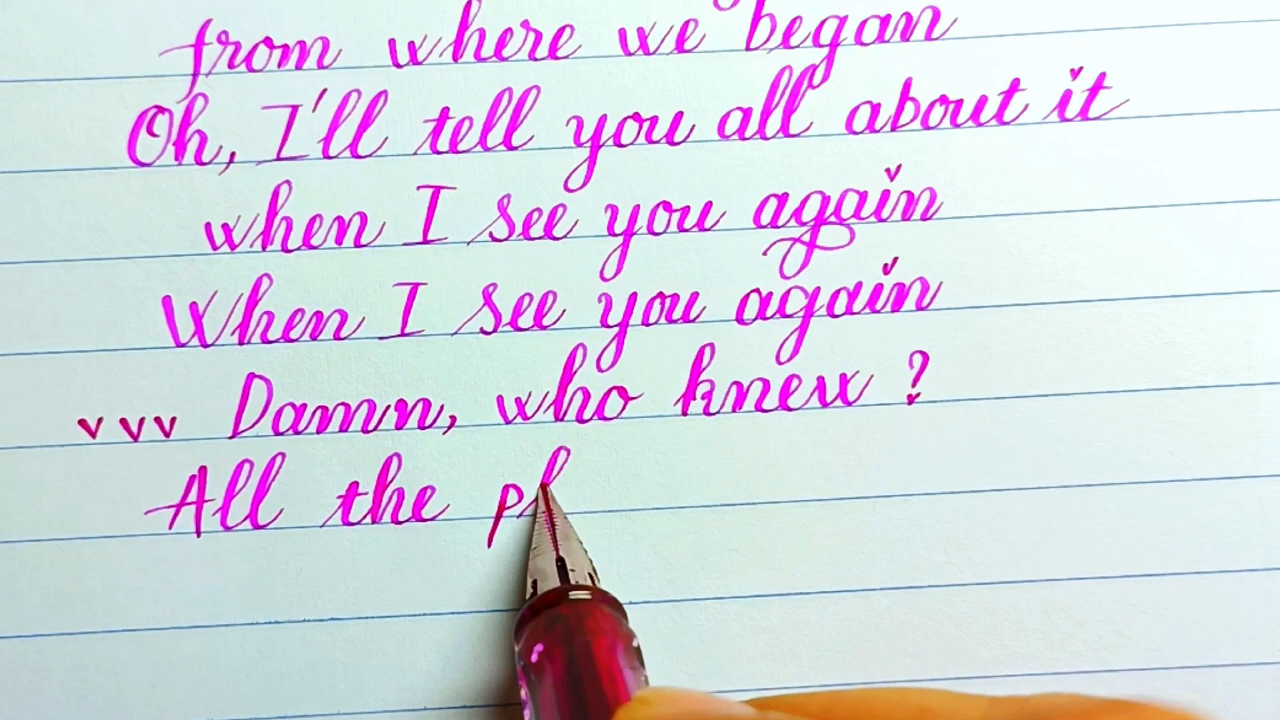 from where we began
Oh, I'll tell you all about it
when I see you again
When I see you again
Damn, who knew?
All the p